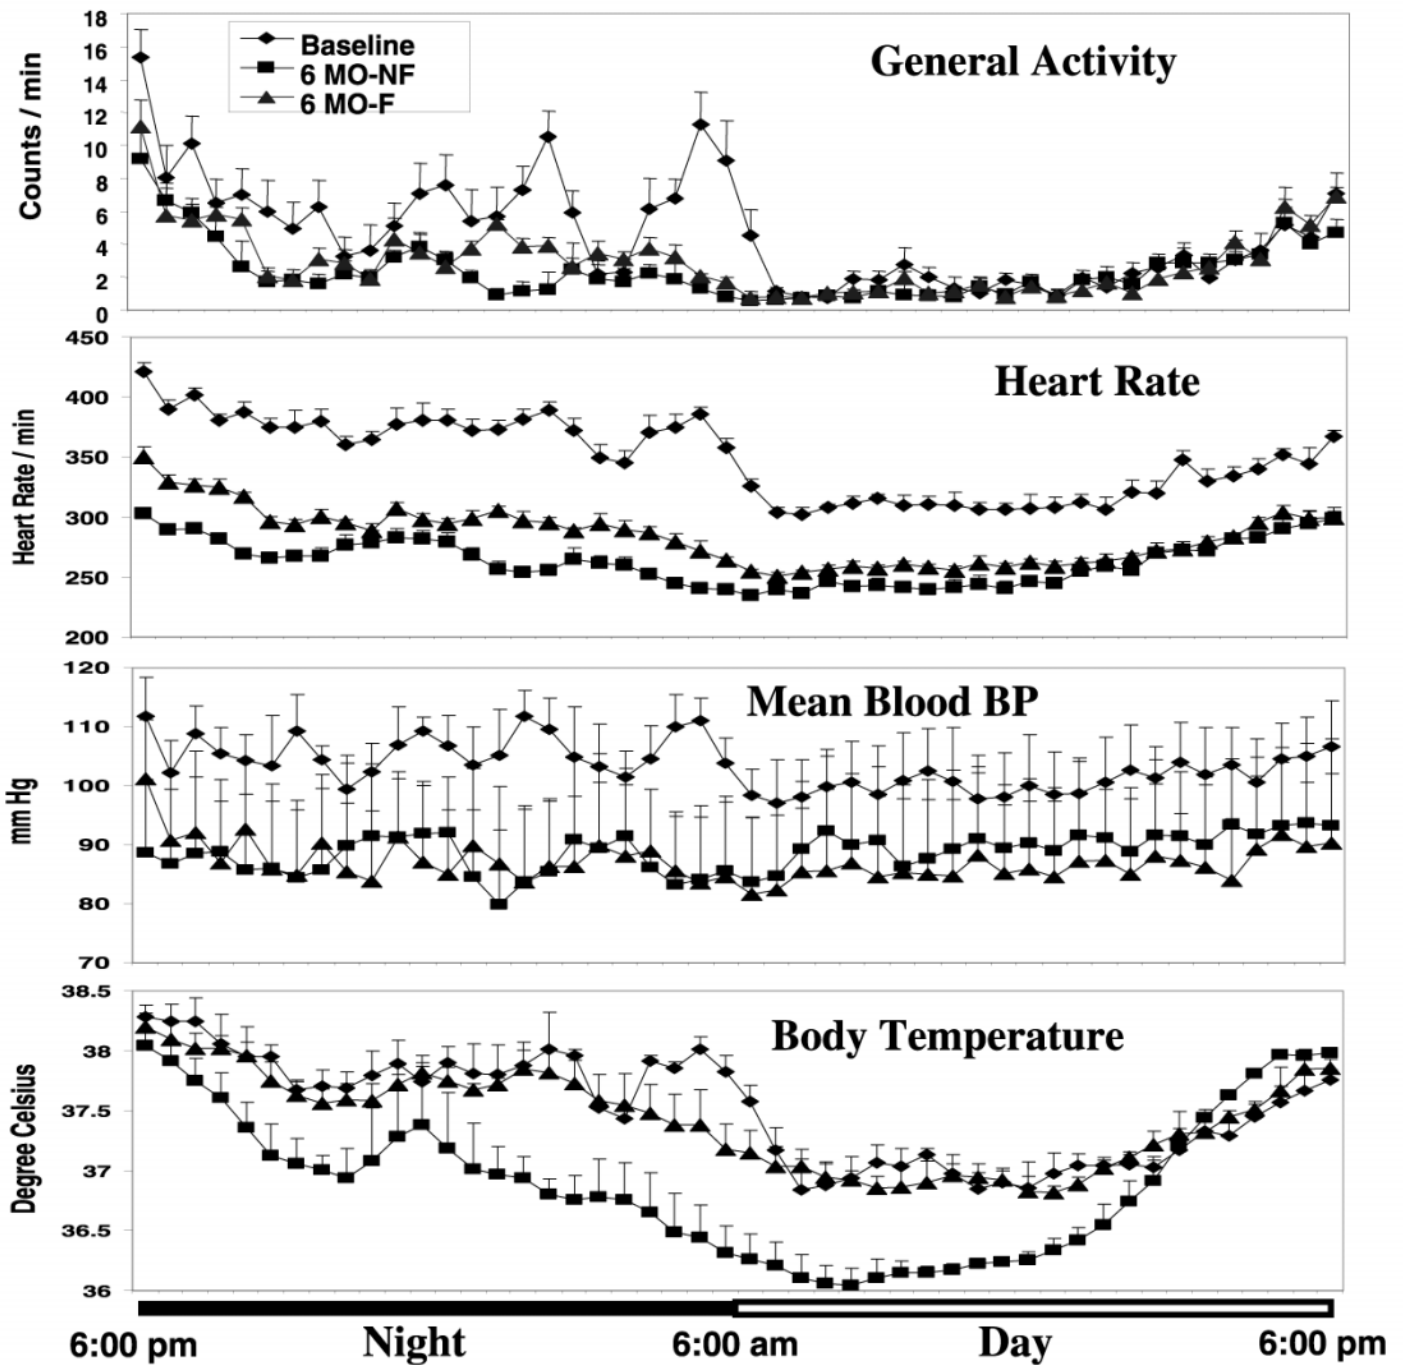 General Activity
Counts / min
18
16
14
12
10
8
6
4
2
0
Baseline
6 MO-NF
6 MO-F
Heart Rate
Heart Rate / min
450
400
350
300
250
200
Mean Blood BP
mm Hg
120
110
100
90
80
70
Body Temperature
Degree Celsius
38.5
38
37.5
37
36.5
36
6:00 pm Night 6:00 am Day 6:00 pm